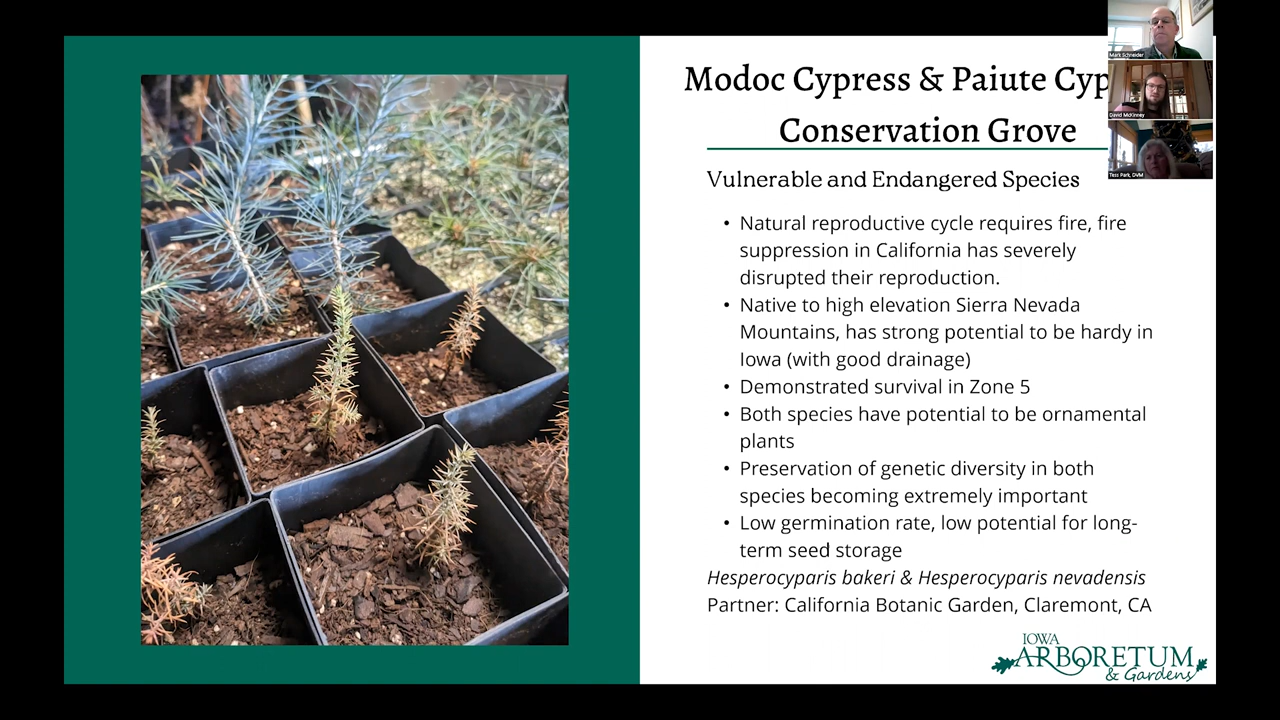 Modoc Cypress & Paiute Cyp
Conservation Grove
Vulnerable and Endangered Species
• Natural reproductive cycle requires fire, fire
suppression in California has severely
disrupted their reproduction.
• Native to high elevation Sierra Nevada
Mountains, has strong potential to be hardy in
Iowa (with good drainage)
• Demonstrated survival in Zone 5
• Both species have potential to be ornamental
plants
• Preservation of genetic diversity in both
species becoming extremely important
• Low germination rate, low potential for long-
term seed storage
Hesperocyparis bakeri & Hesperocyparis nevadensis
Partner: California Botanic Garden, Claremont, CA
IOWA
ARBORETUM
& Gardens
Mark Schneider
David McKinney
Tess Park, DVM